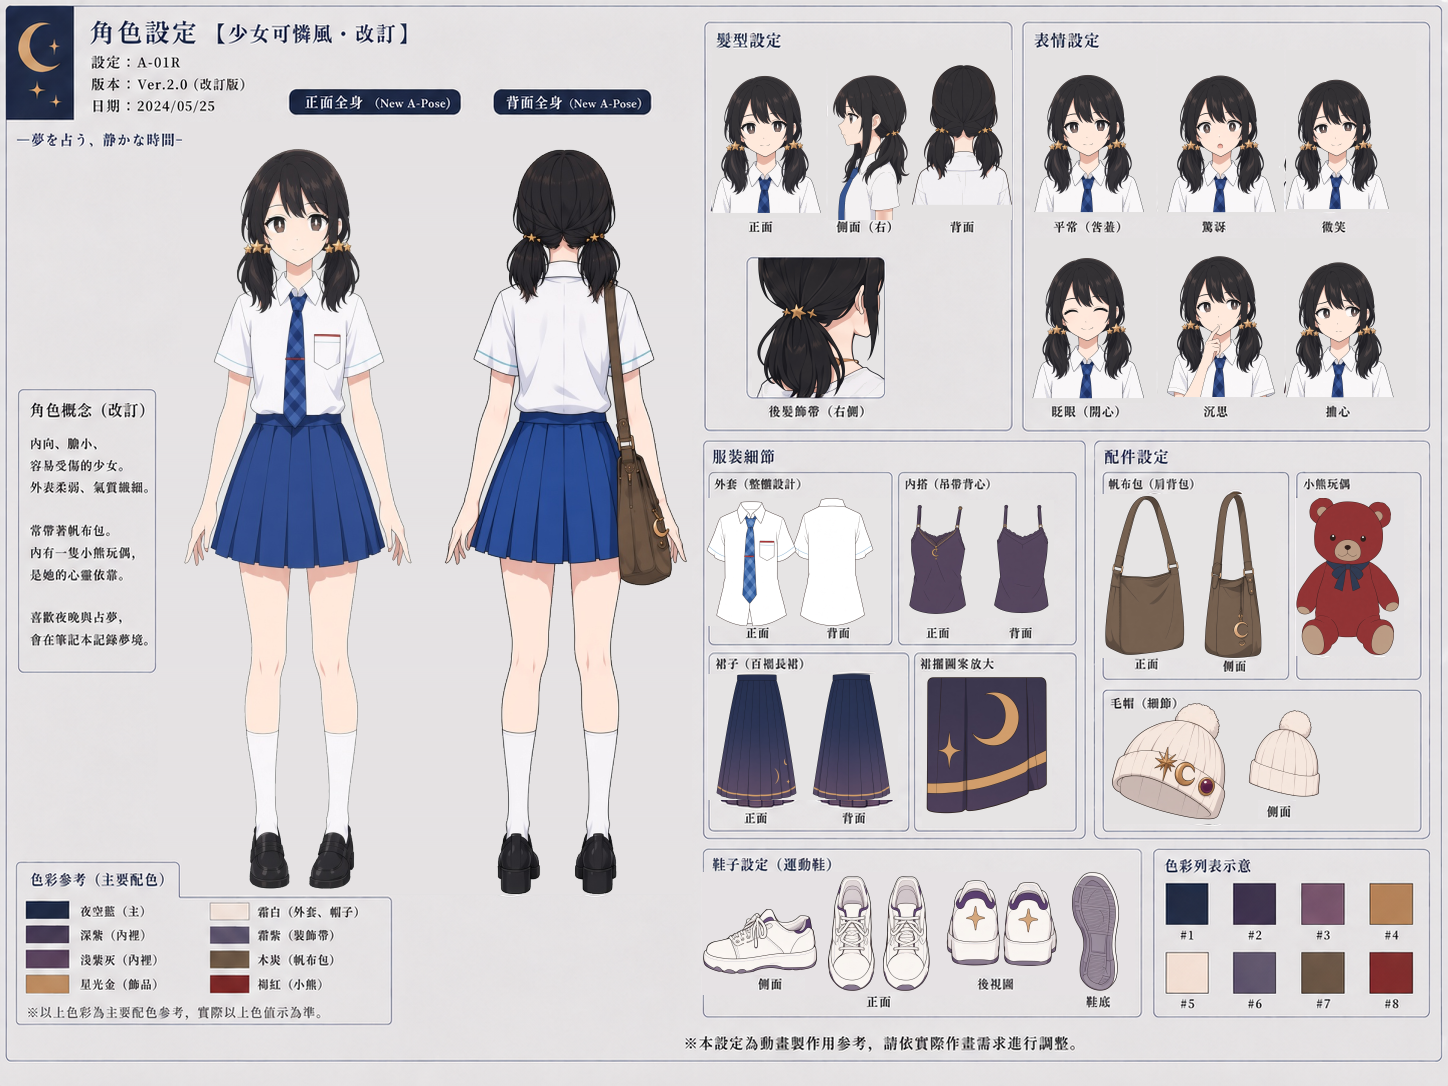 角色設定 【少女可憐風・改訂】
設定：A-01R
版本：Ver.2.0 (改訂版)
日期：2024/05/25
—夢を占う、静かな時間–
正面全身 (New A-Pose)
背面全身 (New A-Pose)
角色概念（改訂）
內向、膽小、
容易受傷的少女。
外表柔弱、氣質纖細。
常帶著帆布包。
內有一隻小熊玩偶，
是她的心靈依靠。
喜歡夜晚與占夢，
會在筆記本記錄夢境。
色彩参考（主要配色）
夜空藍（主）
深紫（內裡）
淺紫灰（內裡）
星光金（飾品）
霜白（外套、帽子）
霜紫（裝飾帶）
木炭（帆布包）
※以上色彩為主要配色参考，實際以上色值示為準。
髮型設定
正面
側面（右）
背面
後髮飾帶（右側）
表情設定
平常
驚訝
微笑
眨眼（開心）
沉思
擔心
服装細節
外套（整體設計）
正面
背面
內搭（吊帶背心）
正面
背面
裙子（百褶長裙）
正面
背面
裙擺圖案放大
配件設定
帆布包（肩背包）
正面
側面
小熊玩偶
毛帽（細節）
側面
鞋子設定（運動鞋）
側面
正面
後視圖
鞋底
色彩列表示意
#1
#2
#3
#4
#5
#6
#7
#8
※本設定為動畫製作用参考，請依實際作畫需求進行調整。